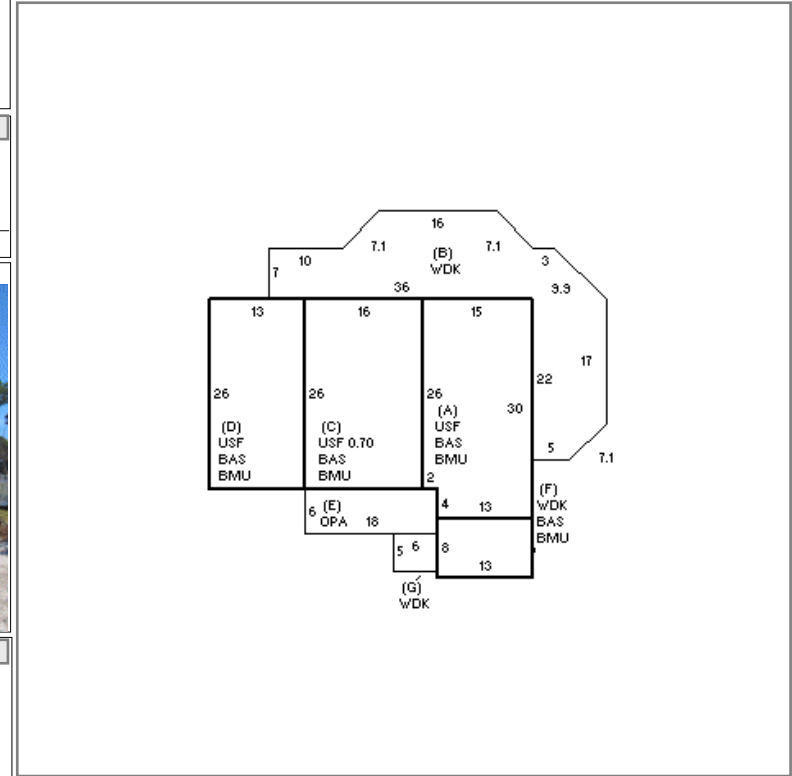 16
7.1
7.1
(B)
WDK
10
3
7
36
9.9
13
16
15
17
22
26
26
26
30
(D)
USF
BAS
BMU
(C)
USF 0.70
BAS
BMU
(A)
USF
BAS
BMU
5
7.1
2
(F)
WDK
BAS
BMU
6
(E)
OPA
18
4
13
5
6
8
13
(G)
WDK